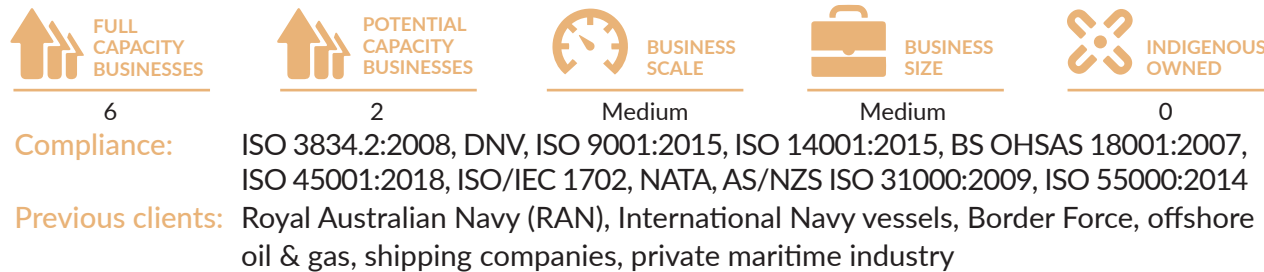 FULL
CAPACITY
BUSINESSES
POTENTIAL
CAPACITY
BUSINESSES
BUSINESS
SCALE
BUSINESS
SIZE
INDIGENOUS
OWNED
6
2
Medium
Medium
0
Compliance: ISO 3834.2:2008, DNV, ISO 9001:2015, ISO 14001:2015, BS OHSAS 18001:2007,
ISO 45001:2018, ISO/IEC 1702, NATA, AS/NZS ISO 31000:2009, ISO 55000:2014
Previous clients: Royal Australian Navy (RAN), International Navy vessels, Border Force, offshore
oil & gas, shipping companies, private maritime industry